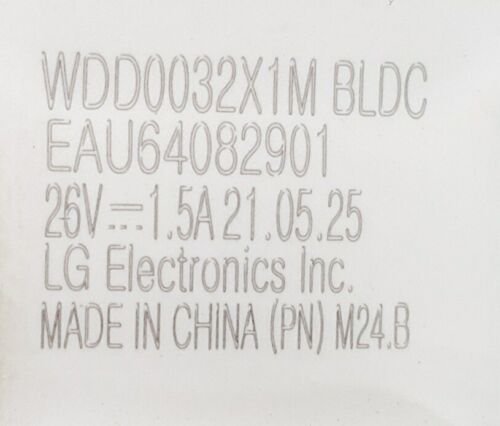 WDD0032X1M BLDC
EAU64082901
26V⎓1.5A 21.05.25
LG Electronics Inc.
MADE IN CHINA (PN) M24.B